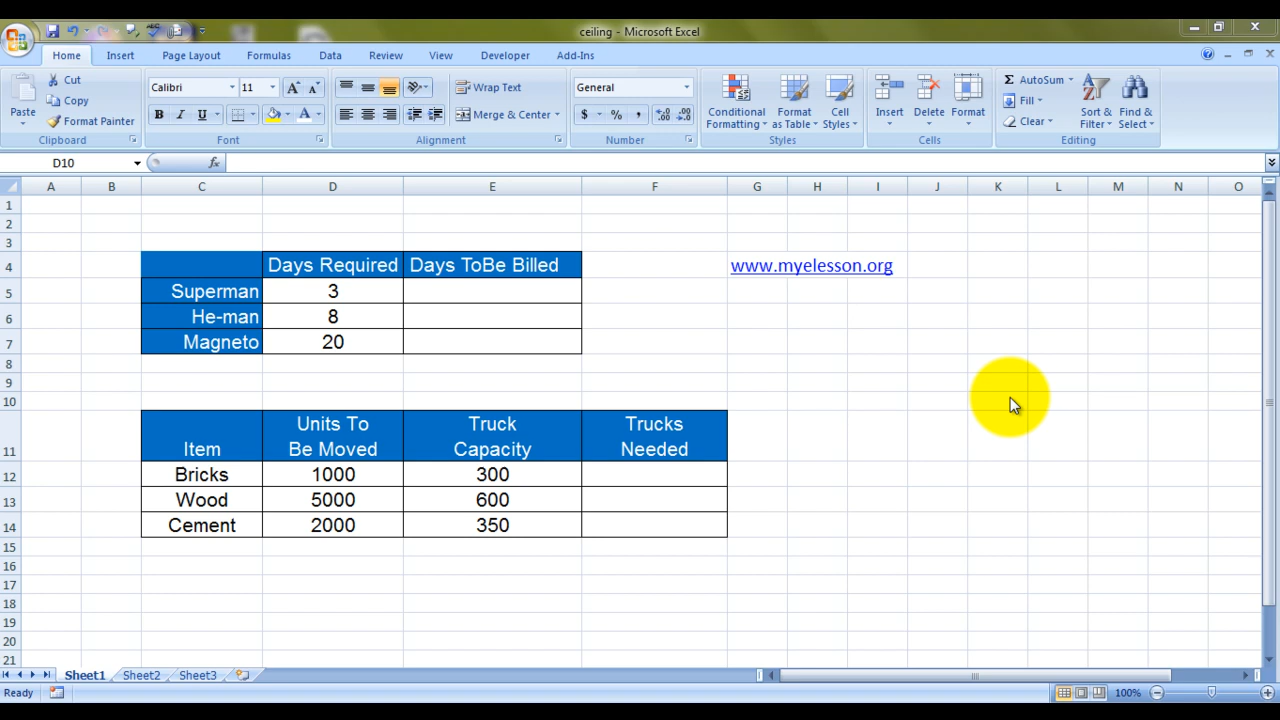 ceiling - Microsoft Excel
Home Insert Page Layout Formulas Data Review View Developer Add-Ins
Paste Cut Copy Format Painter Clipboard
Calibri 11 A A B I U A Font
Wrap Text Merge & Center Alignment
General $ % , Number
Conditional Formatting Format as Table Cell Styles Styles
Insert Delete Format Cells
Σ AutoSum Fill Clear Sort & Filter Find & Select Editing
D10 fx
A B C D E F G H I J K L M N O
1
2
3
4 Days Required Days ToBe Billed www.myelesson.org
5 Superman 3
6 He-man 8
7 Magneto 20
8
9
10
Units To Truck Trucks
11 Item Be Moved Capacity Needed
12 Bricks 1000 300
13 Wood 5000 600
14 Cement 2000 350
15
16
17
18
19
20
21
Sheet1 Sheet2 Sheet3
Ready 100%